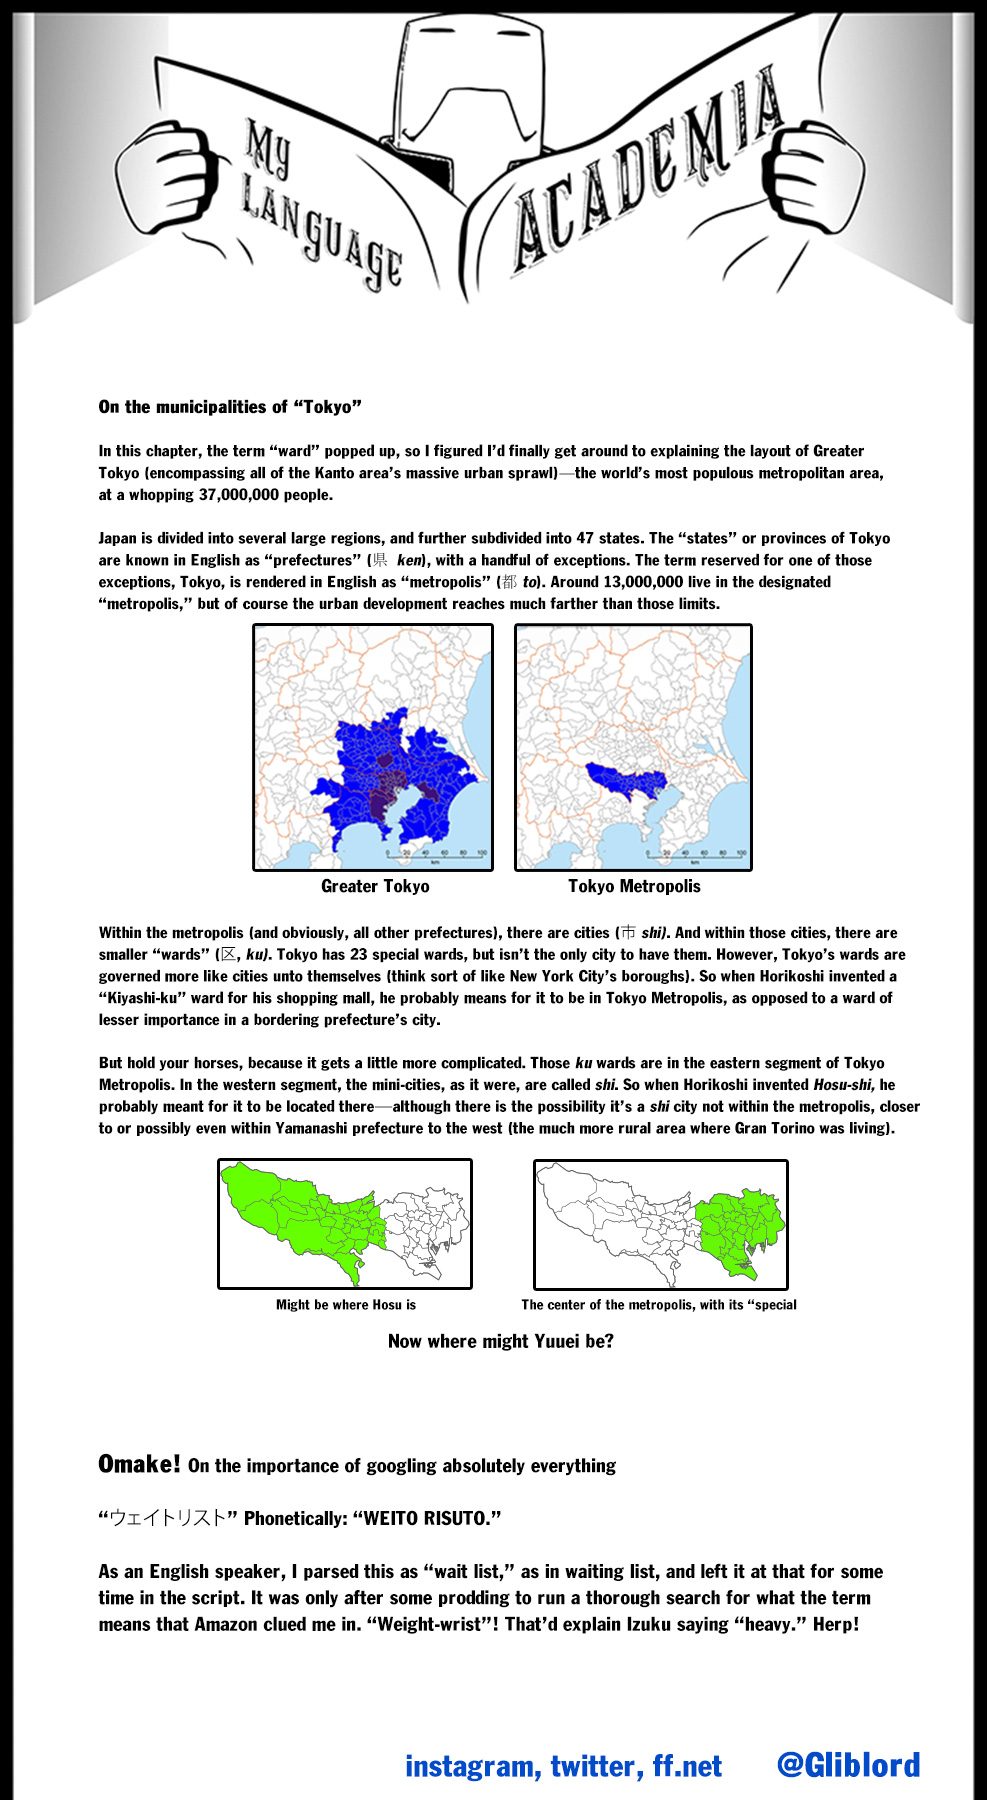 MY
LANGUAGE
ACADEMIA
On the municipalities of “Tokyo”
In this chapter, the term “ward” popped up, so I figured I’d finally get around to explaining the layout of Greater
Tokyo (encompassing all of the Kanto area’s massive urban sprawl)—the world’s most populous metropolitan area,
at a whopping 37,000,000 people.
Japan is divided into several large regions, and further subdivided into 47 states. The “states” or provinces of Tokyo
are known in English as “prefectures” (県 ken), with a handful of exceptions. The term reserved for one of those
exceptions, Tokyo, is rendered in English as “metropolis” (都 to). Around 13,000,000 live in the designated
“metropolis,” but of course the urban development reaches much farther than those limits.
0 20 40 60 80 100
km
0 20 40 60 80 100
km
Greater Tokyo
Tokyo Metropolis
Within the metropolis (and obviously, all other prefectures), there are cities (市 shi). And within those cities, there are
smaller “wards” (区, ku). Tokyo has 23 special wards, but isn’t the only city to have them. However, Tokyo’s wards are
governed more like cities unto themselves (think sort of like New York City’s boroughs). So when Horikoshi invented a
“Kiyashi-ku” ward for his shopping mall, he probably means for it to be in Tokyo Metropolis, as opposed to a ward of
lesser importance in a bordering prefecture’s city.
But hold your horses, because it gets a little more complicated. Those ku wards are in the eastern segment of Tokyo
Metropolis. In the western segment, the mini-cities, as it were, are called shi. So when Horikoshi invented Hosu-shi, he
probably meant for it to be located there—although there is the possibility it’s a shi city not within the metropolis, closer
to or possibly even within Yamanashi prefecture to the west (the much more rural area where Gran Torino was living).
Might be where Hosu is
The center of the metropolis, with its “special
Now where might Yuuei be?
Omake! On the importance of googling absolutely everything
“ウェイトリスト” Phonetically: “WEITO RISUTO.”
As an English speaker, I parsed this as “wait list,” as in waiting list, and left it at that for some
time in the script. It was only after some prodding to run a thorough search for what the term
means that Amazon clued me in. “Weight-wrist”! That’d explain Izuku saying “heavy.” Herp!
instagram, twitter, ff.net @Gliblord